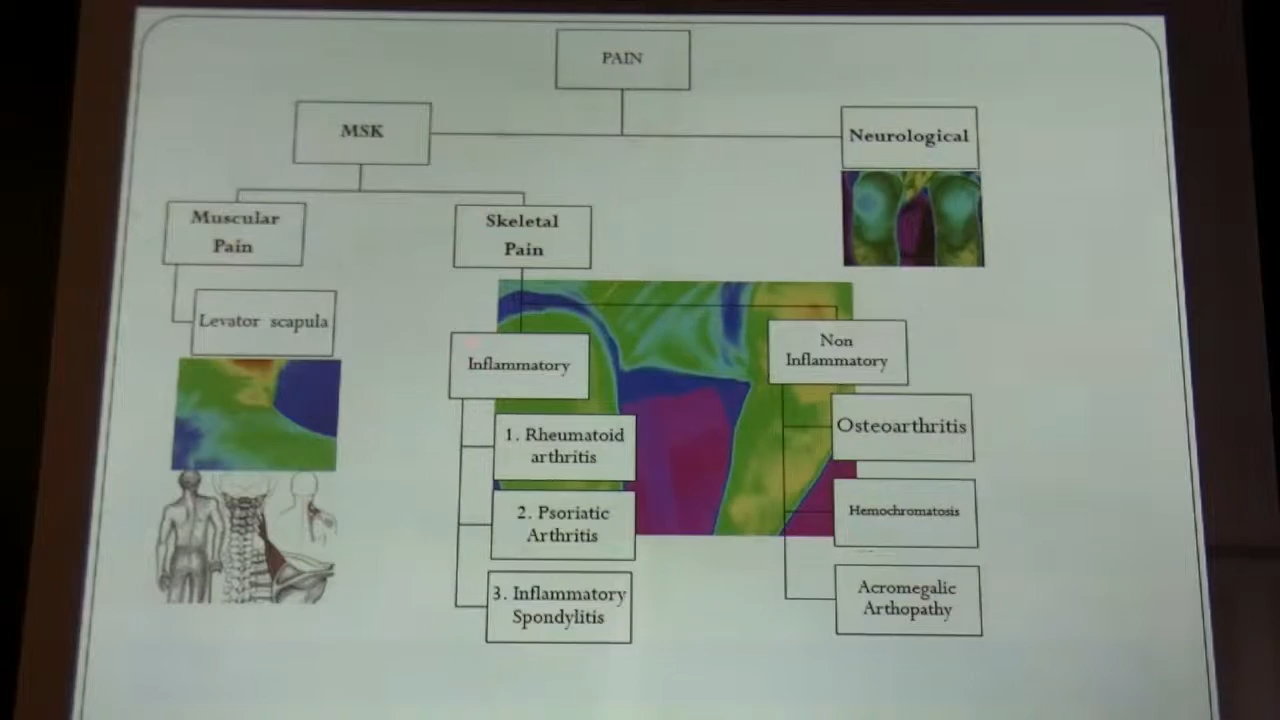 PAIN
MSK
Neurological
Muscular
Pain
Skeletal
Pain
Levator scapula
Inflammatory
Non
Inflammatory
1. Rheumatoid
arthritis
Osteoarthritis
2. Psoriatic
Arthritis
Hemochromatosis
3. Inflammatory
Spondylitis
Acromegalic
Arthopathy